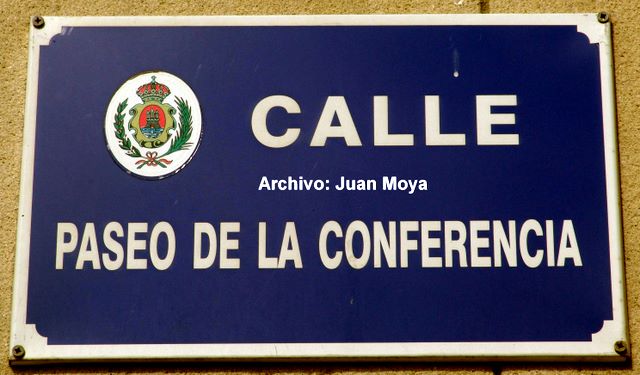 CALLE
Archivo: Juan Moya
PASEO DE LA CONFERENCIA